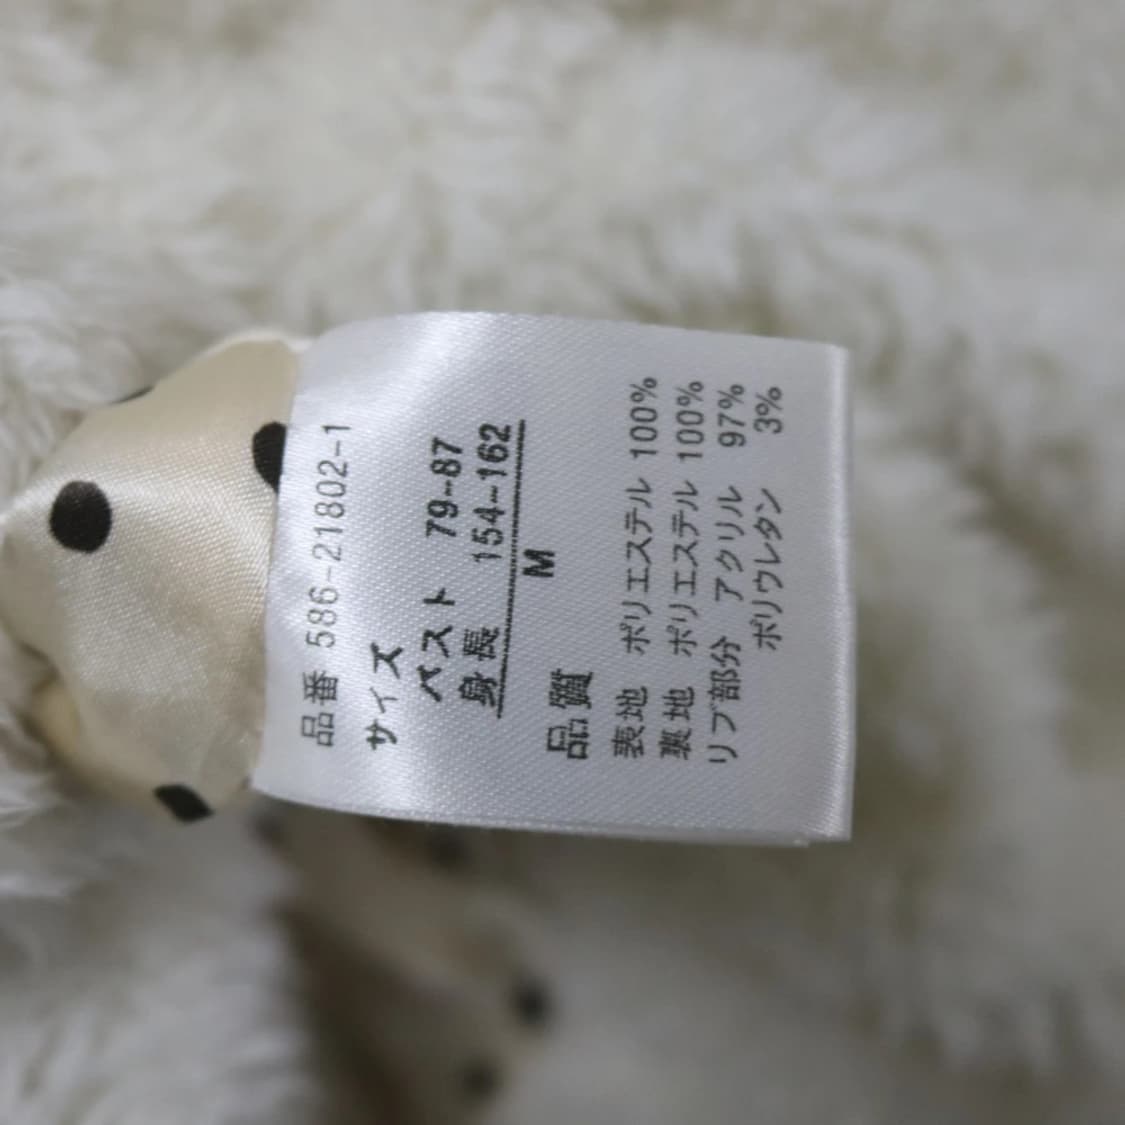 品番 586-21802-1
サイズ
バスト 79-87
身長 154-162
M
品質
表地 ポリエステル 100%
裏地 ポリエステル 100%
リブ部分 アクリル 97%
ポリウレタン 3%